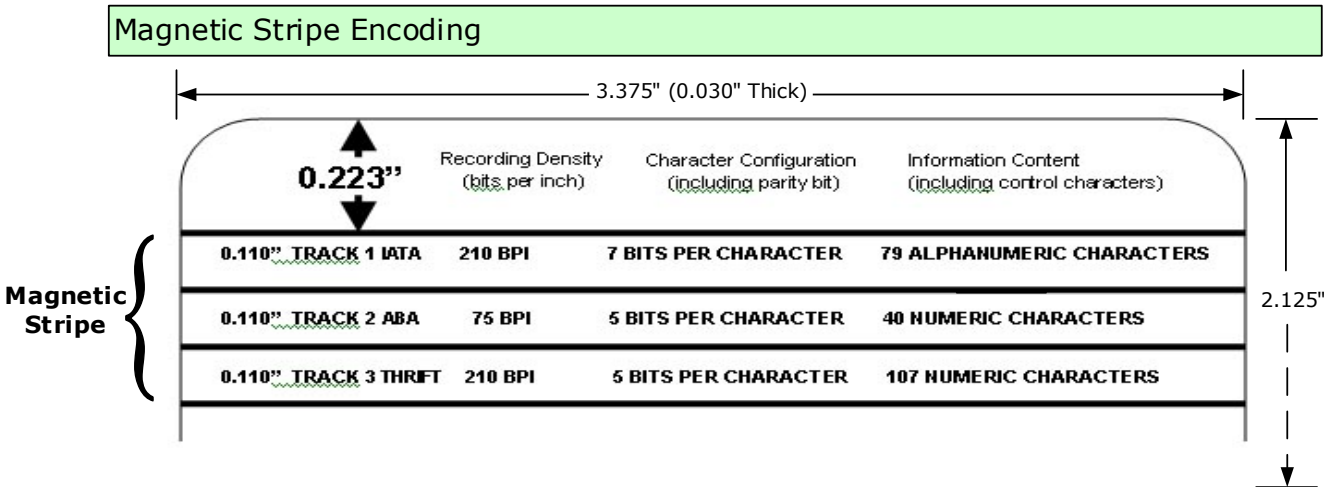 Magnetic Stripe Encoding
3.375" (0.030" Thick)
0.223”
Recording Density
(bits per inch)
Character Configuration
(including parity bit)
Information Content
(including control characters)
0.110” TRACK 1 IATA 210 BPI 7 BITS PER CHARACTER 79 ALPHANUMERIC CHARACTERS
0.110” TRACK 2 ABA 75 BPI 5 BITS PER CHARACTER 40 NUMERIC CHARACTERS
0.110” TRACK 3 THRIFT 210 BPI 5 BITS PER CHARACTER 107 NUMERIC CHARACTERS
Magnetic
Stripe
2.125"